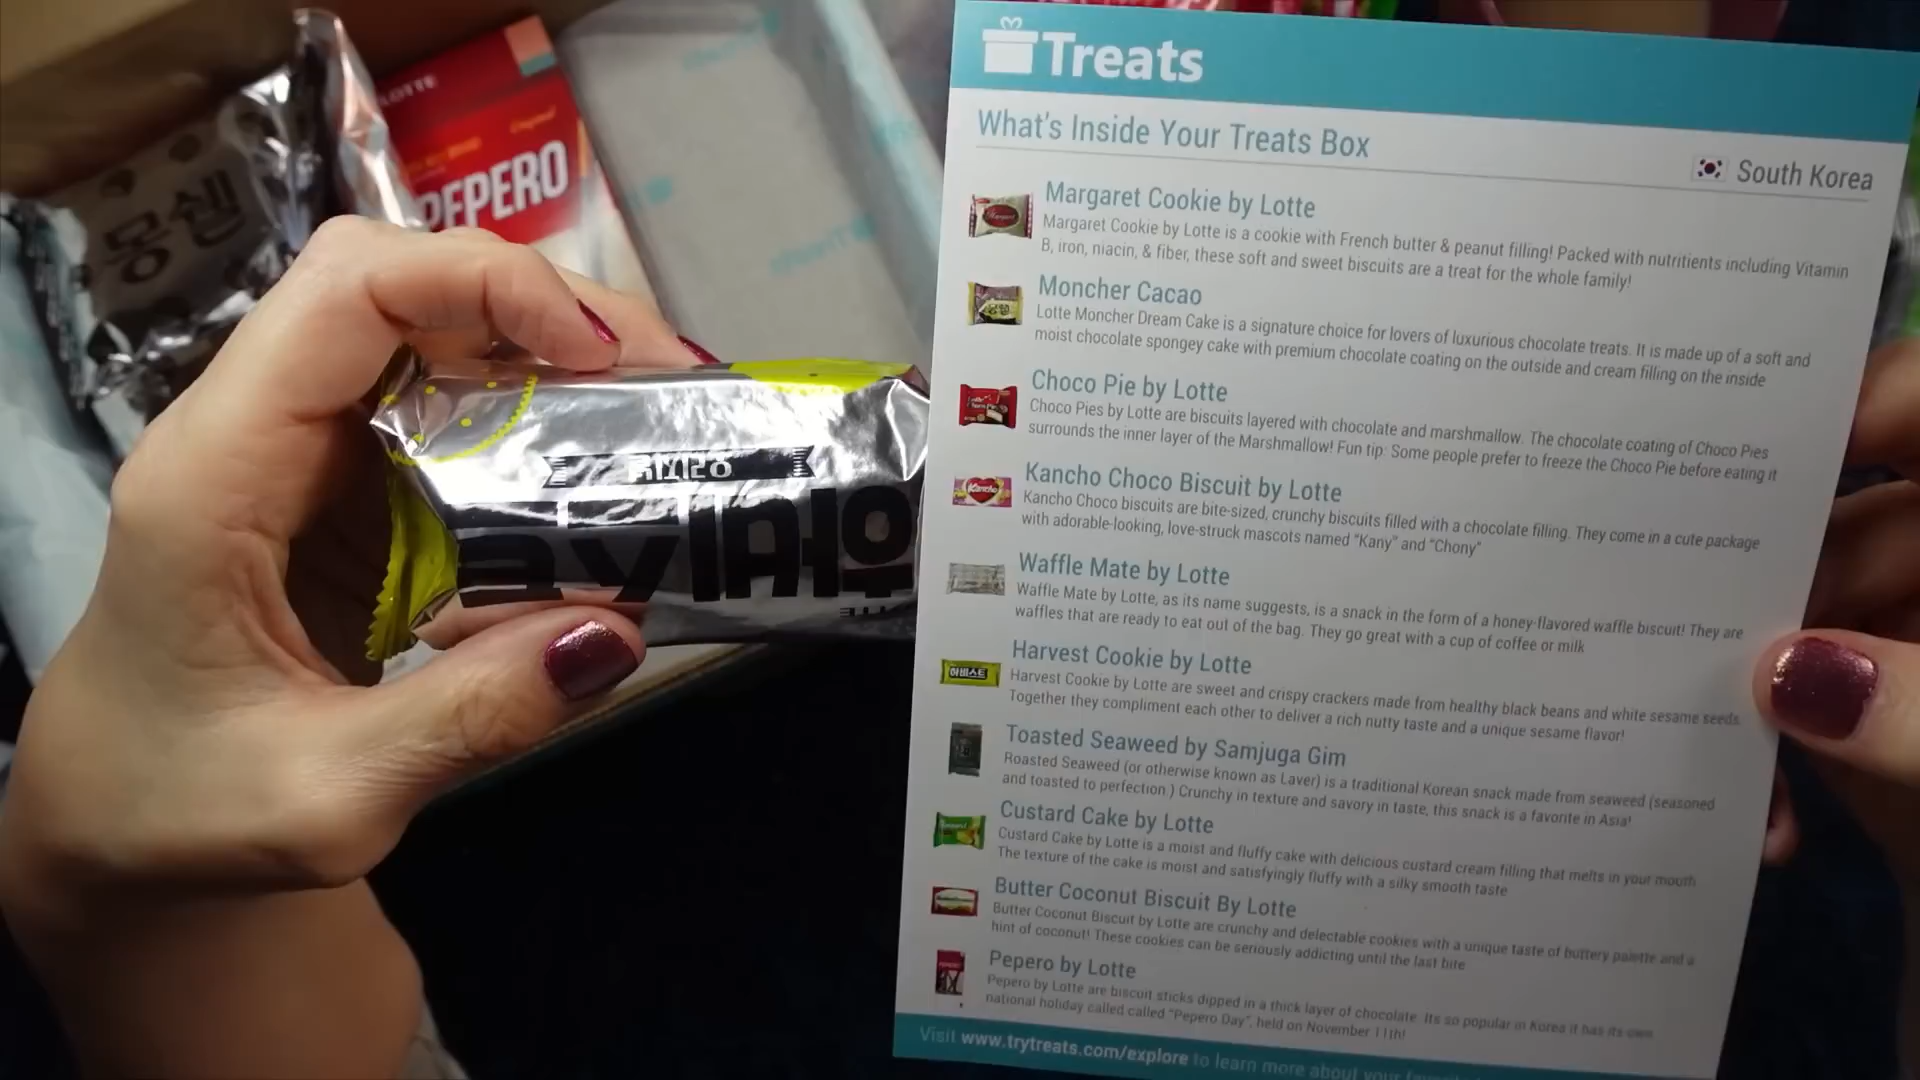 LOTTE
PEPERO
몽쉘
Treats
What's Inside Your Treats Box
South Korea
Margaret Cookie by Lotte
Margaret Cookie by Lotte is a cookie with French butter & peanut filling! Packed with nutritients including Vitamin
B, iron, niacin, & fiber, these soft and sweet biscuits are a treat for the whole family!
Moncher Cacao
Lotte Moncher Dream Cake is a signature choice for lovers of luxurious chocolate treats. It is made up of a soft and
moist chocolate spongey cake with premium chocolate coating on the outside and cream filling on the inside
Choco Pie by Lotte
Choco Pies by Lotte are biscuits layered with chocolate and marshmallow. The chocolate coating of Choco Pies
surrounds the inner layer of the Marshmallow! Fun tip: Some people prefer to freeze the Choco Pie before eating it
Kancho Choco Biscuit by Lotte
Kancho Choco biscuits are bite-sized, crunchy biscuits filled with a chocolate filling. They come in a cute package
with adorable-looking, love-struck mascots named "Kany" and "Chony"
Kancho
Waffle Mate by Lotte
Waffle Mate by Lotte, as its name suggests, is a snack in the form of a honey-flavored waffle biscuit! They are
waffles that are ready to eat out of the bag. They go great with a cup of coffee or milk
Harvest Cookie by Lotte
Harvest Cookie by Lotte are sweet and crispy crackers made from healthy black beans and white sesame seeds.
Together they compliment each other to deliver a rich nutty taste and a unique sesame flavor!
하비스트
Toasted Seaweed by Samjuga Gim
Roasted Seaweed (or otherwise known as Laver) is a traditional Korean snack made from seaweed (seasoned
and toasted to perfection.) Crunchy in texture and savory in taste, this snack is a favorite in Asia!
Custard Cake by Lotte
Custard Cake by Lotte is a moist and fluffy cake with delicious custard cream filling that melts in your mouth
The texture of the cake is moist and satisfyingly fluffy with a silky smooth taste
Butter Coconut Biscuit By Lotte
Butter Coconut Biscuit by Lotte are crunchy and delectable cookies with a unique taste of buttery palette and a
hint of coconut! These cookies can be seriously addicting until the last bite
Pepero by Lotte
Pepero by Lotte are biscuit sticks dipped in a thick layer of chocolate. Its so popular in Korea it has its own
national holiday called called "Pepero Day", held on November 11th!
Visit www.trytreats.com/explore to learn more about your